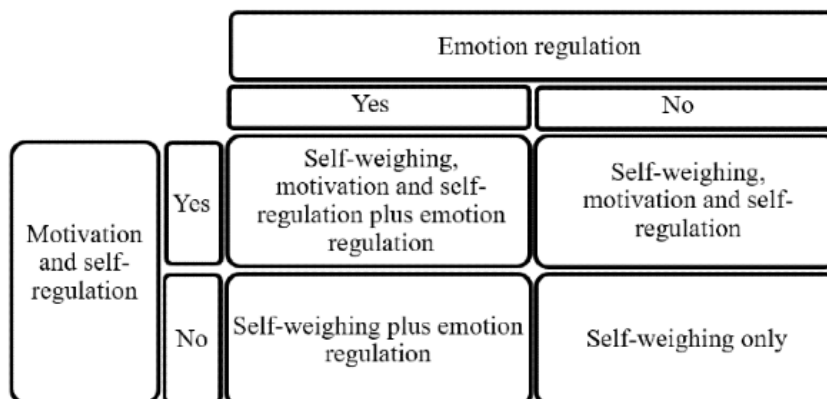 Emotion regulation
Yes
No
Motivation
and self-
regulation
Yes
Self-weighing,
motivation and self-
regulation plus emotion
regulation
Self-weighing,
motivation and self-
regulation
No
Self-weighing plus emotion
regulation
Self-weighing only